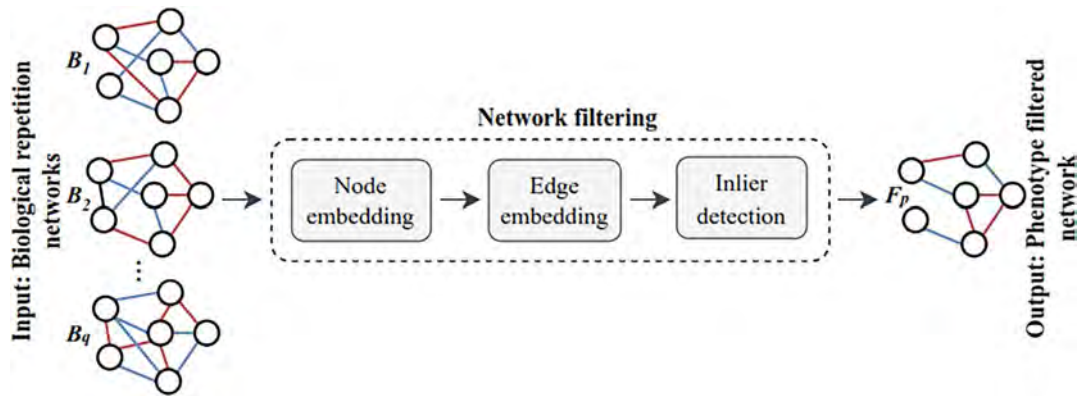 Input: Biological repetition
networks
B1
B2
⋮
Bq
Network filtering
Node
embedding
Edge
embedding
Inlier
detection
Fp
Output: Phenotype filtered
network